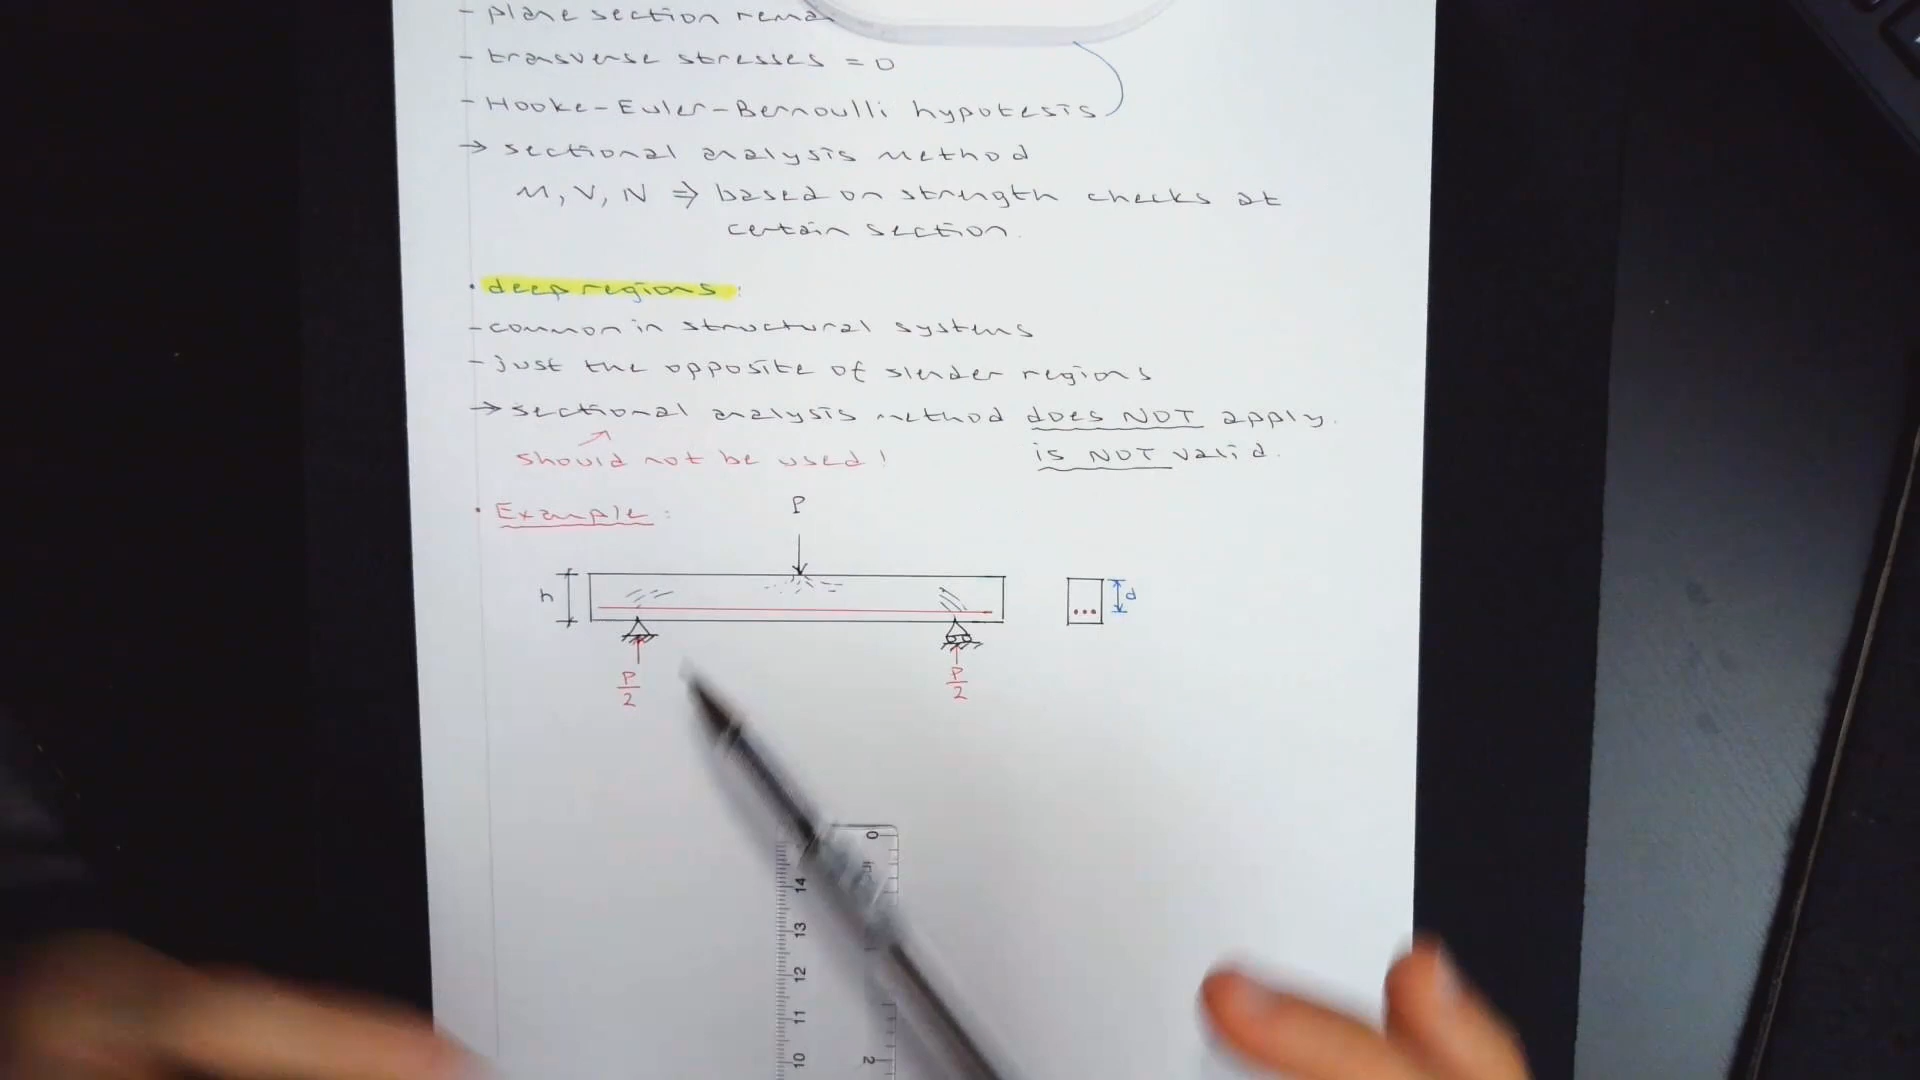 - plane section
- transverse stresses = 0
- Hooke-Euler-Bernoulli hypotesis
→ sectional analysis method
M, V, N ⇒ based on strength checks at
certain section.
• deep regions:
- common in structural systems
- just the opposite of slender regions
→ sectional analysis method does NOT apply.
should not be used! is NOT valid.
• Example:
P
h
d
P/2
P/2
0
in
14
13
12
11
10
2